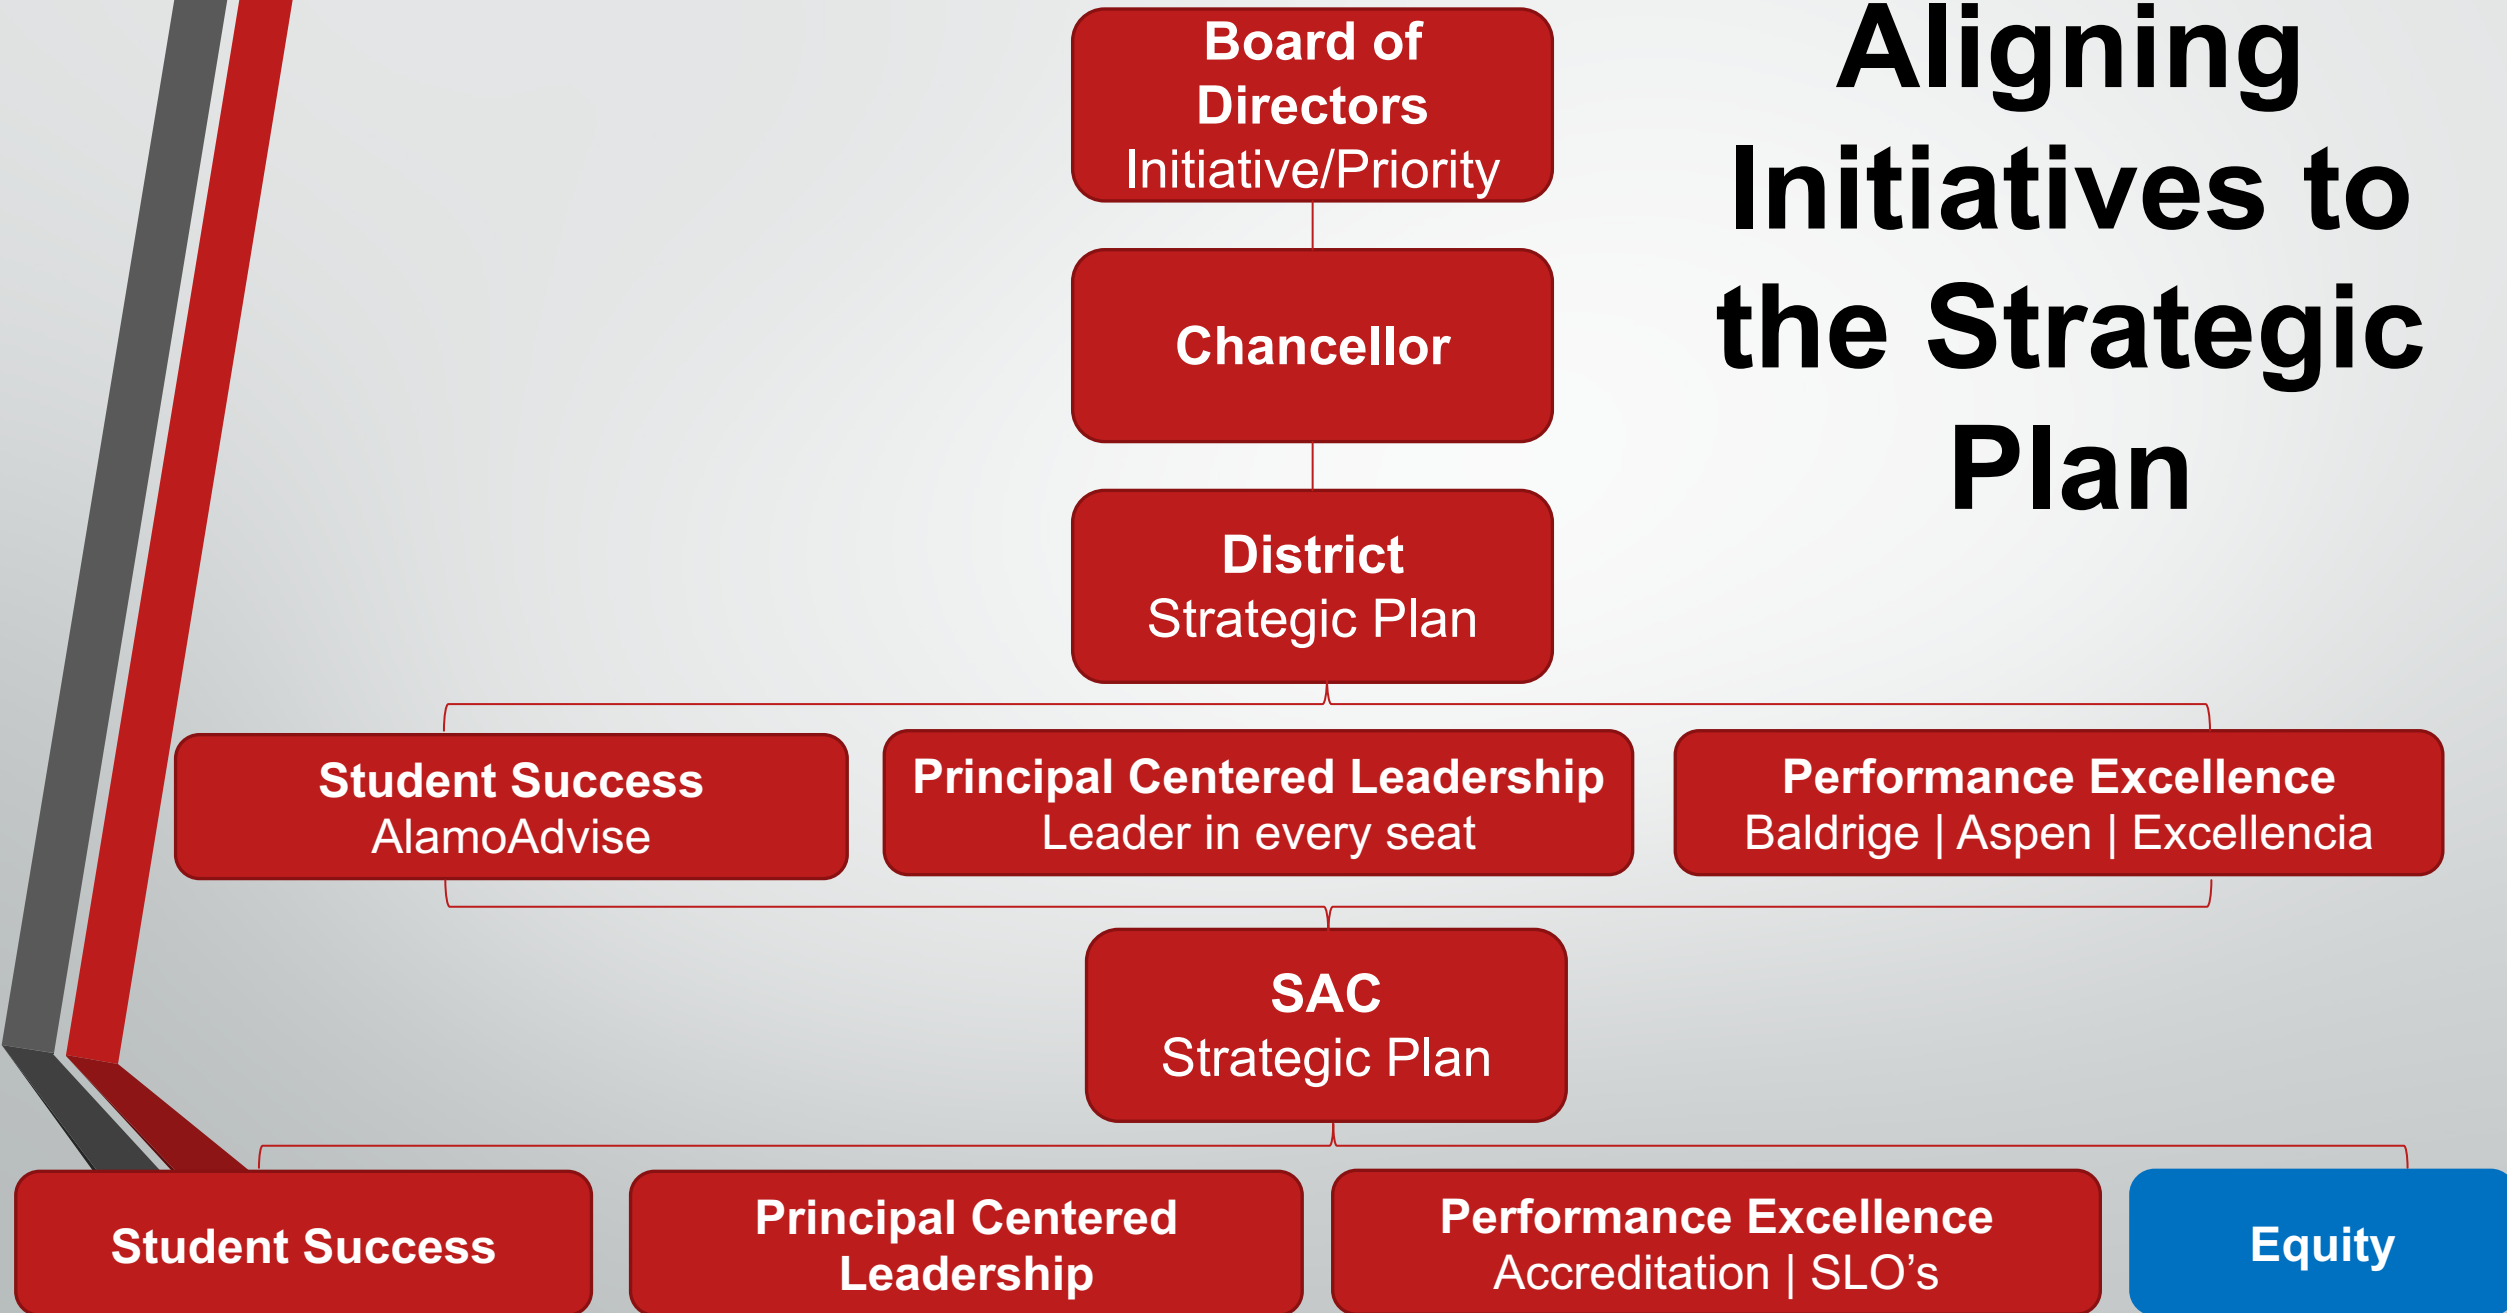 Aligning
Initiatives to
the Strategic
Plan
Board of
Directors
Initiative/Priority
Chancellor
District
Strategic Plan
Student Success
AlamoAdvise
Principal Centered Leadership
Leader in every seat
Performance Excellence
Baldrige | Aspen | Excellencia
SAC
Strategic Plan
Student Success
Principal Centered
Leadership
Performance Excellence
Accreditation | SLO’s
Equity